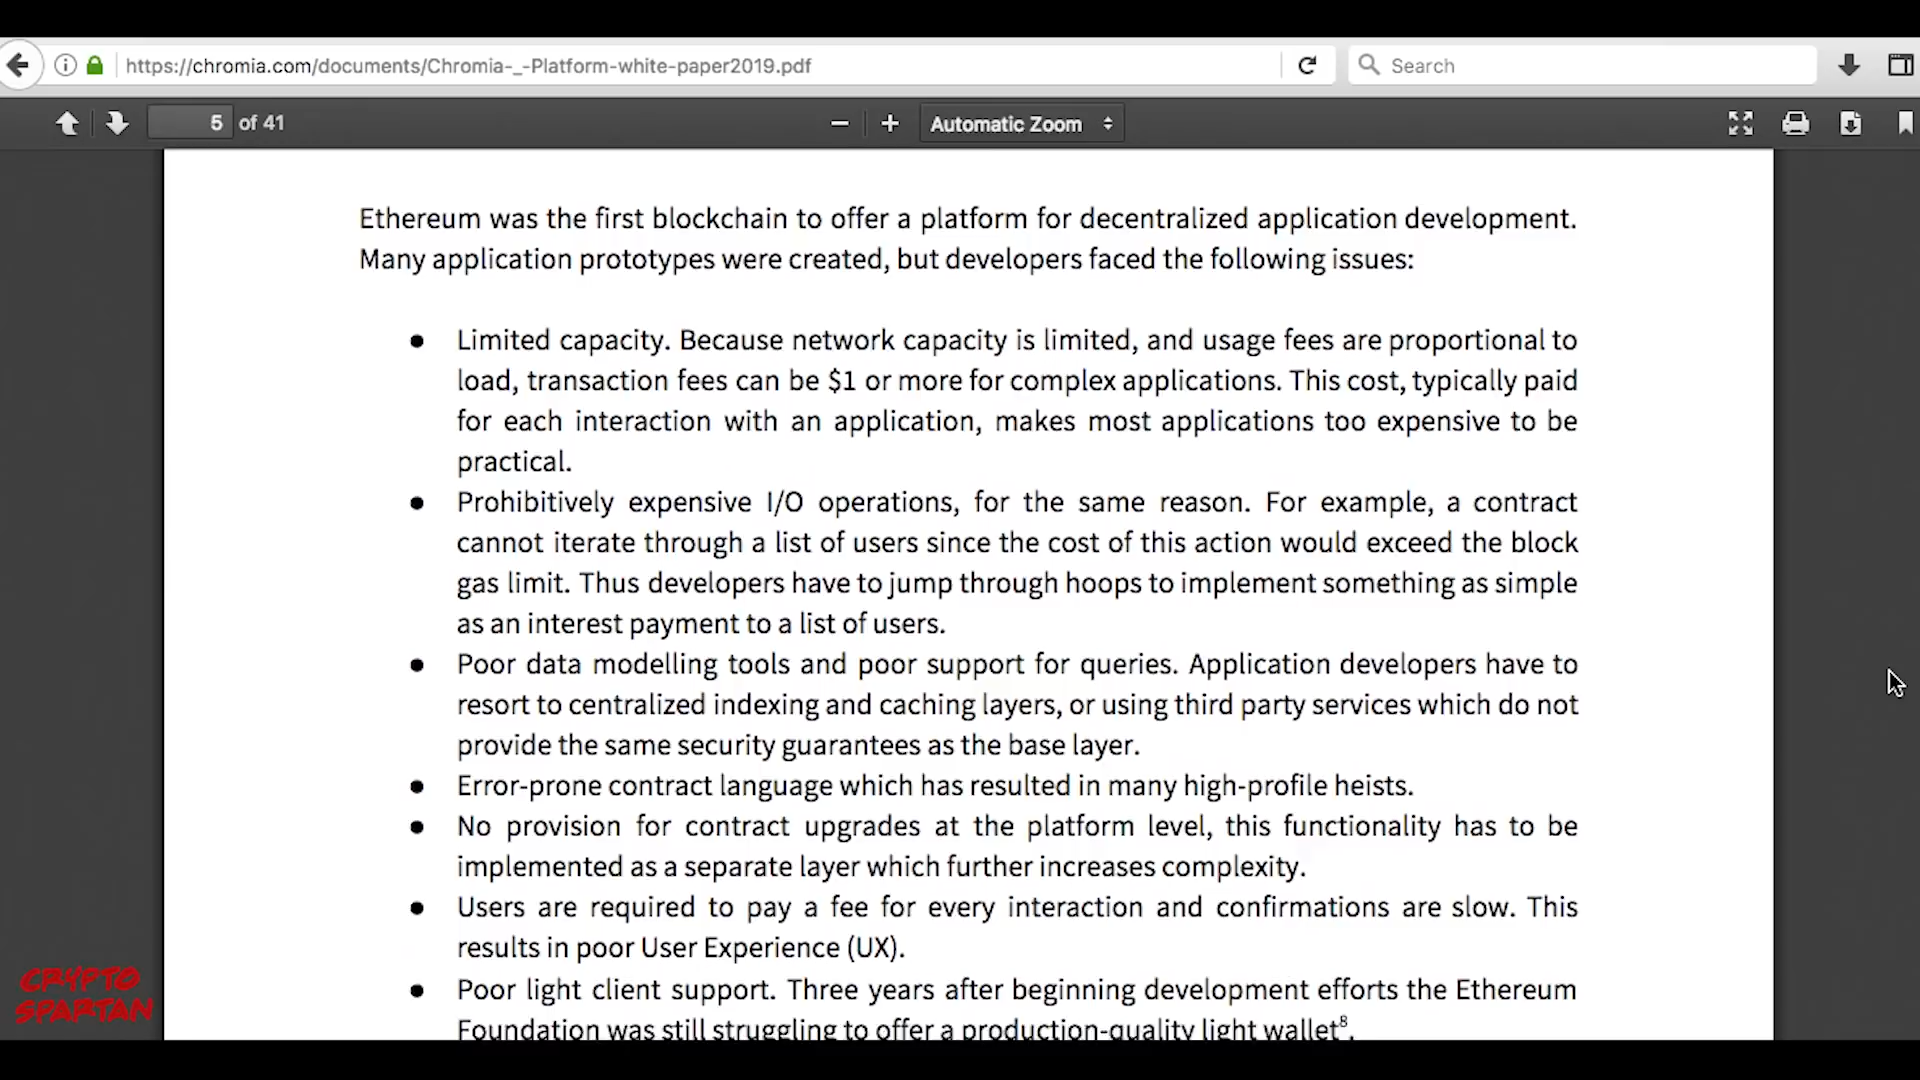 https://chromia.com/documents/Chromia-_-Platform-white-paper2019.pdf
Search
5 of 41
Automatic Zoom
Ethereum was the first blockchain to offer a platform for decentralized application development.
Many application prototypes were created, but developers faced the following issues:
● Limited capacity. Because network capacity is limited, and usage fees are proportional to
load, transaction fees can be $1 or more for complex applications. This cost, typically paid
for each interaction with an application, makes most applications too expensive to be
practical.
● Prohibitively expensive I/O operations, for the same reason. For example, a contract
cannot iterate through a list of users since the cost of this action would exceed the block
gas limit. Thus developers have to jump through hoops to implement something as simple
as an interest payment to a list of users.
● Poor data modelling tools and poor support for queries. Application developers have to
resort to centralized indexing and caching layers, or using third party services which do not
provide the same security guarantees as the base layer.
● Error-prone contract language which has resulted in many high-profile heists.
● No provision for contract upgrades at the platform level, this functionality has to be
implemented as a separate layer which further increases complexity.
● Users are required to pay a fee for every interaction and confirmations are slow. This
results in poor User Experience (UX).
● Poor light client support. Three years after beginning development efforts the Ethereum
Foundation was still struggling to offer a production-quality light wallet⁸.
CRYPTO
SPARTAN